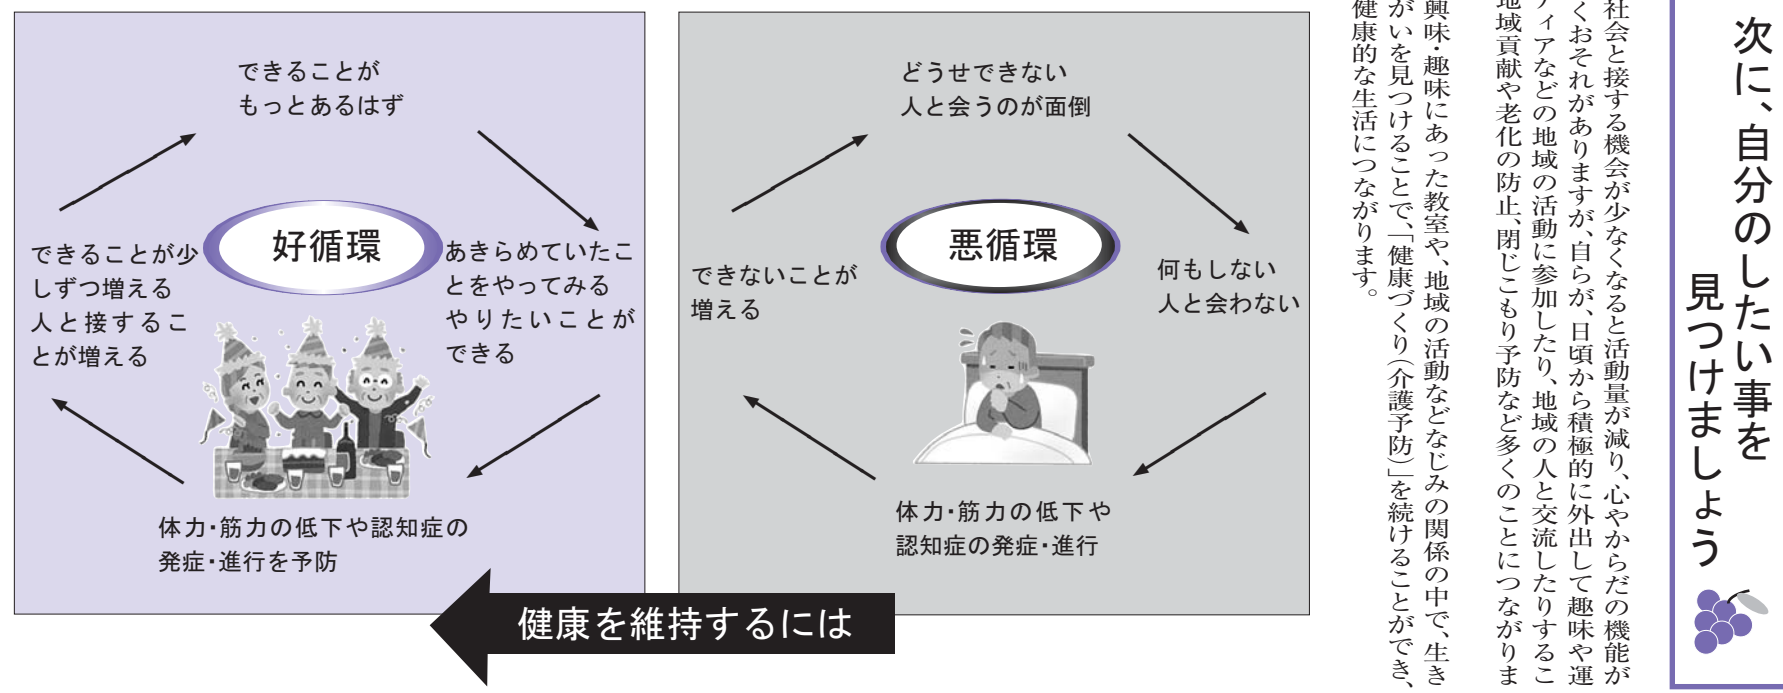 次に、自分のしたい事を
見つけましょう
社会と接する機会が少なくなると活動量が減り、心やからだの機能が
くおそれがありますが、自らが、日頃から積極的に外出して趣味や運
ティアなどの地域の活動に参加したり、地域の人と交流したりするこ
地域貢献や老化の防止、閉じこもり予防など多くのことにつながりま
興味・趣味にあった教室や、地域の活動などなじみの関係の中で、生き
がいを見つけることで、「健康づくり(介護予防)」を続けることができ、
健康的な生活につながります。
どうせできない
人と会うのが面倒
悪循環
何もしない
人と会わない
体力・筋力の低下や
認知症の発症・進行
できないことが
増える
健康を維持するには
できることが
もっとあるはず
好循環
あきらめていたこ
とをやってみる
やりたいことが
できる
体力・筋力の低下や認知症の
発症・進行を予防
できることが少
しずつ増える
人と接するこ
とが増える